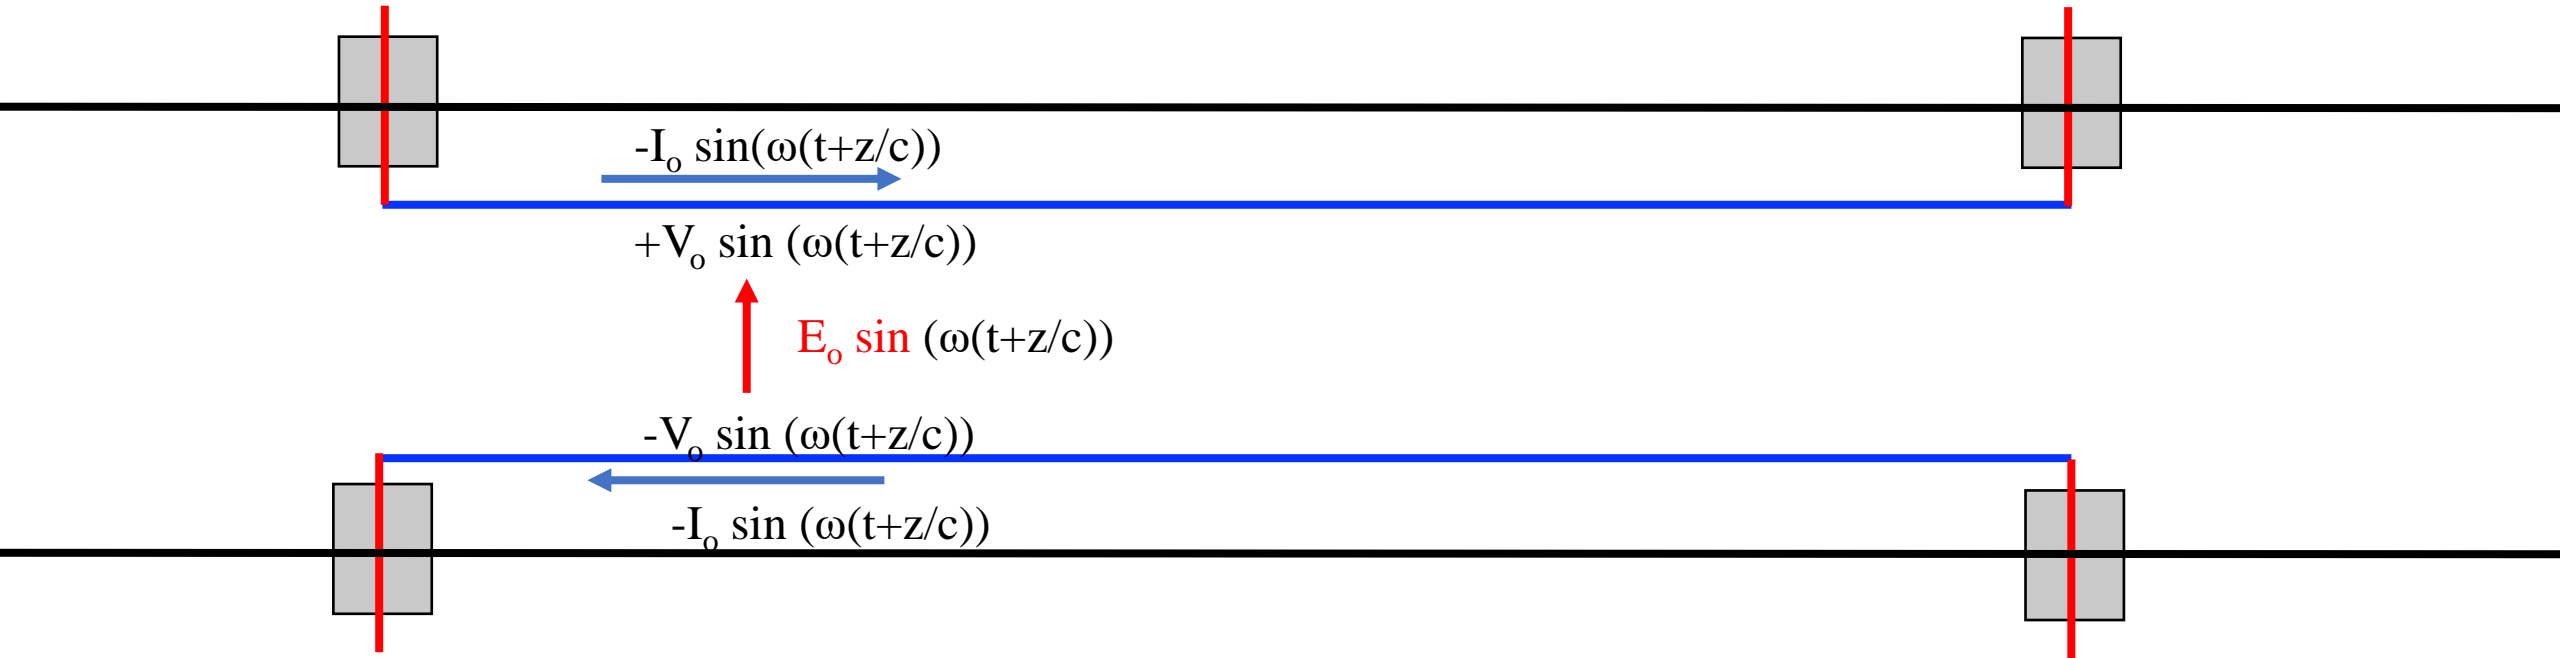 -Iₒ sin(ω(t+z/c))
+Vₒ sin (ω(t+z/c))
Eₒ sin (ω(t+z/c))
-Vₒ sin (ω(t+z/c))
-Iₒ sin (ω(t+z/c))